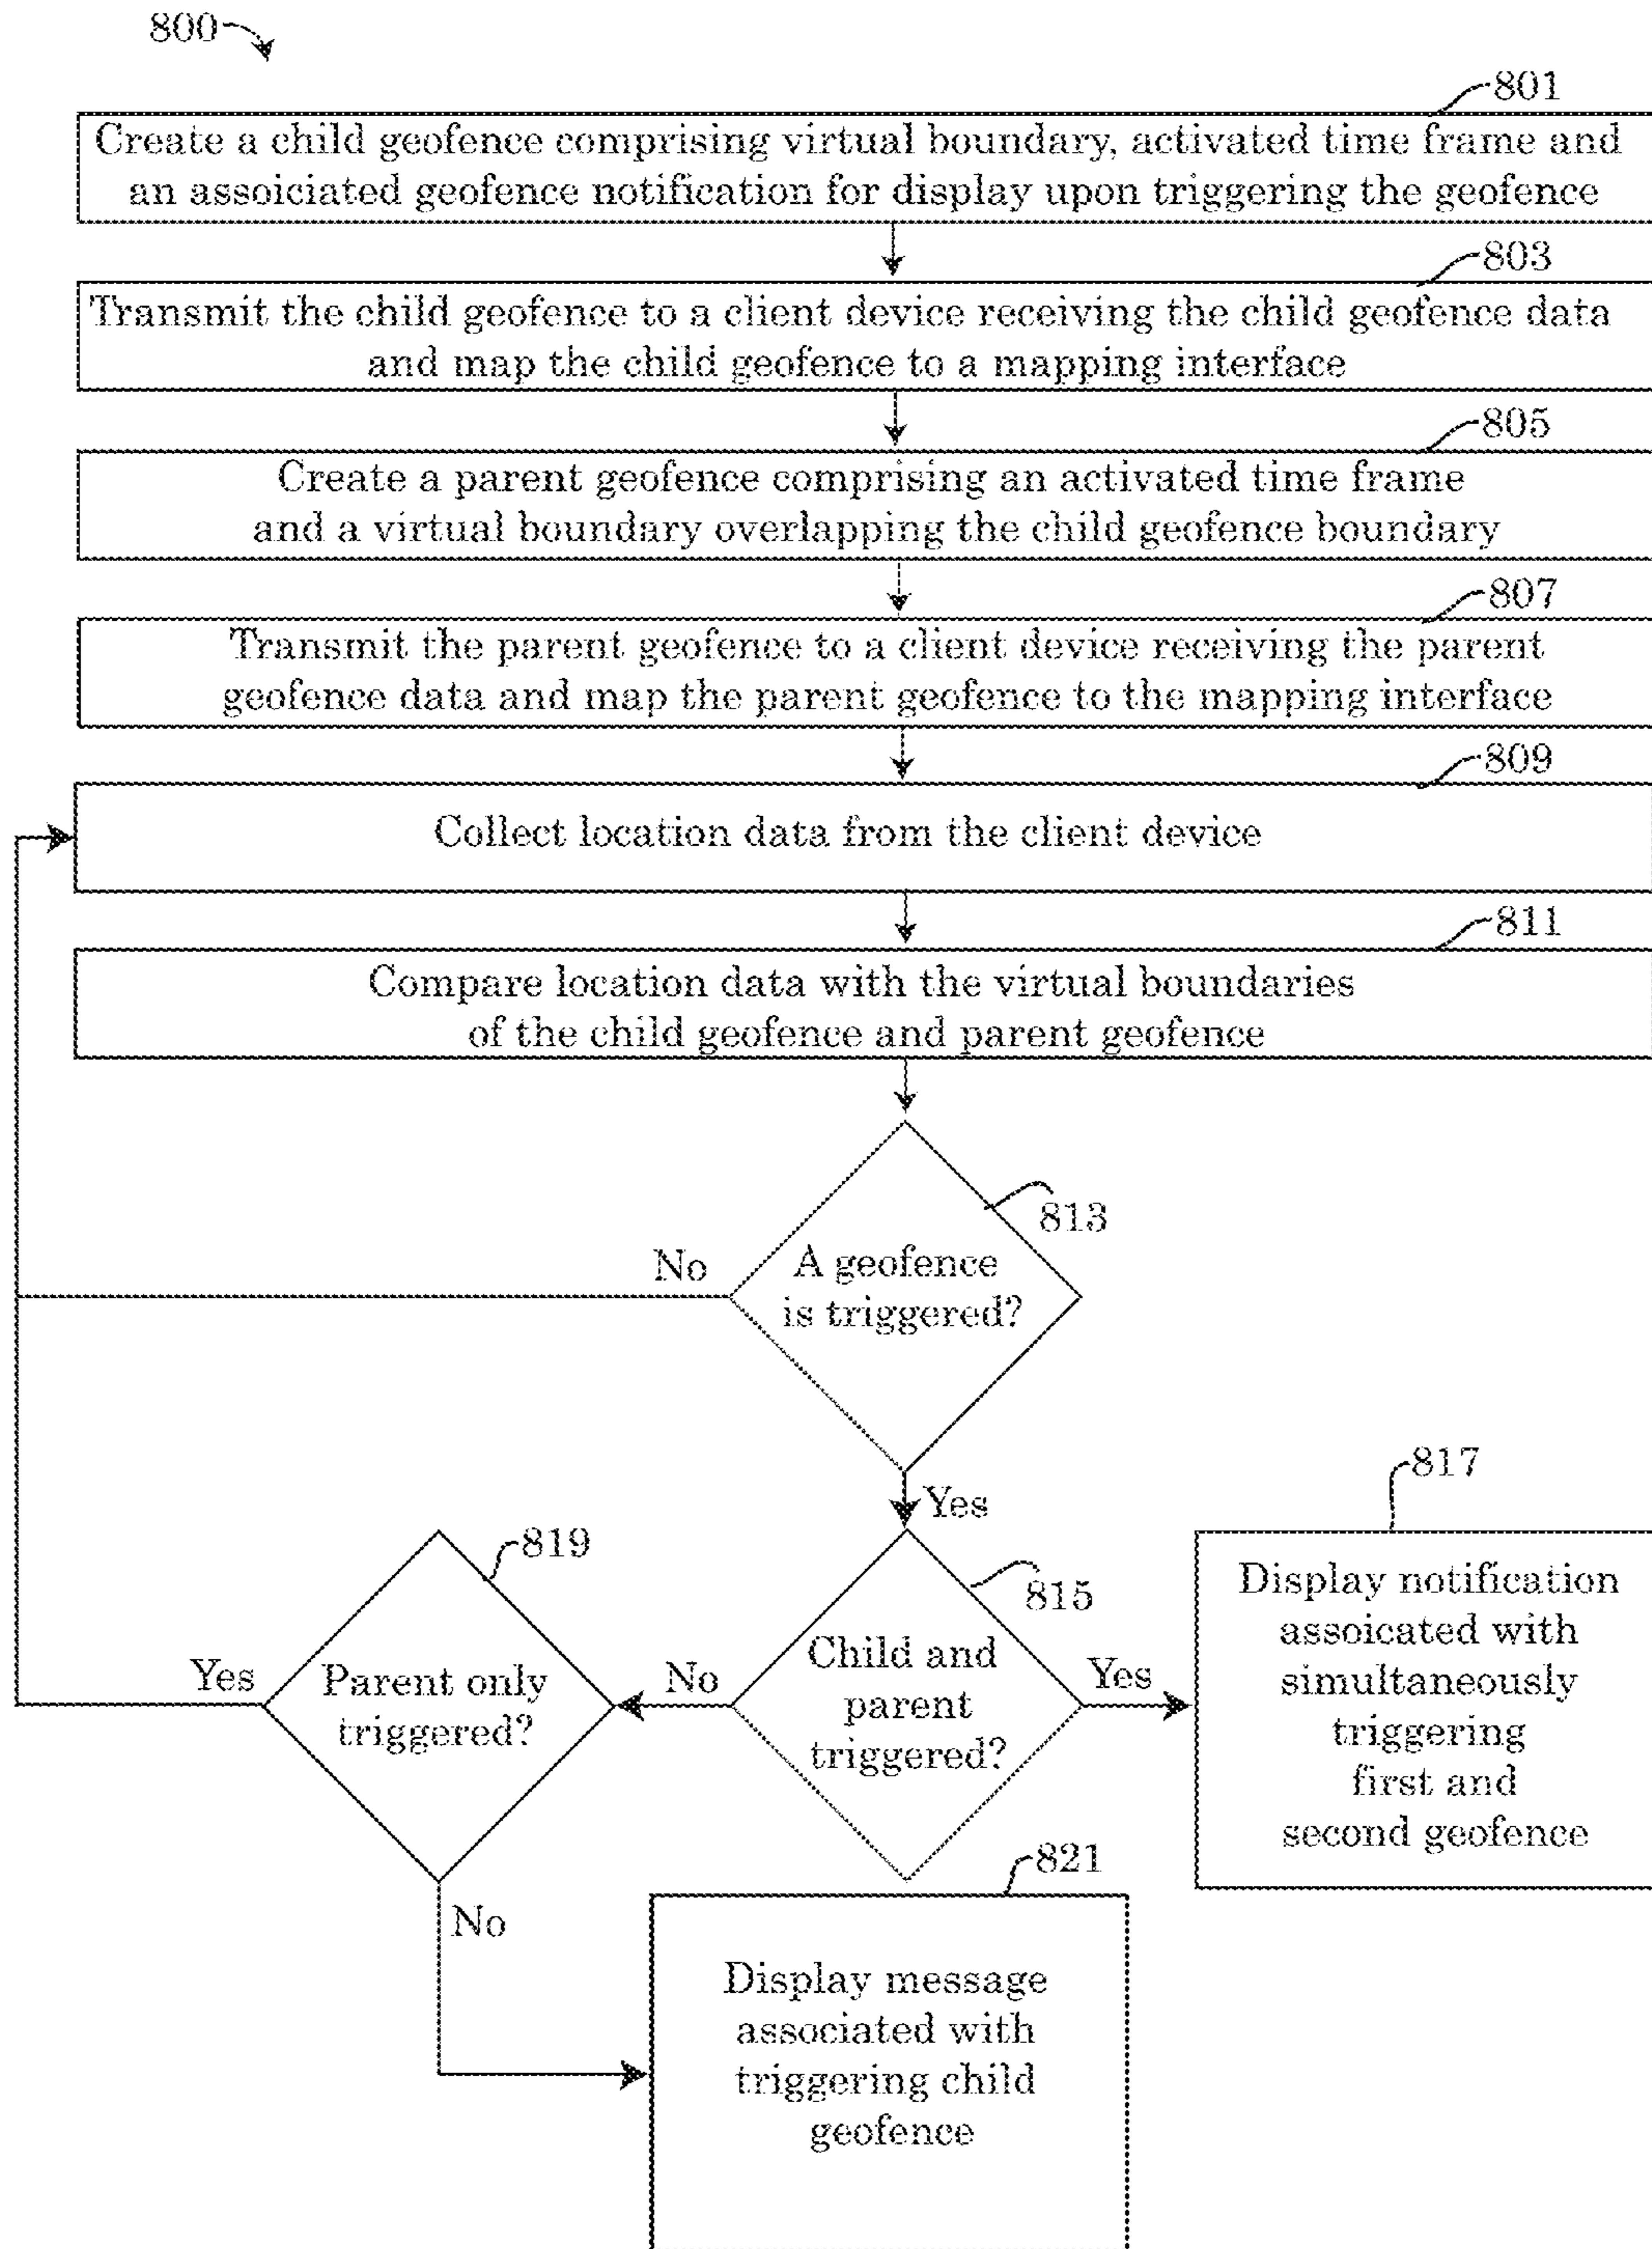 800
801
Create a child geofence comprising virtual boundary, activated time frame and
an assoiciated geofence notification for display upon triggering the geofence
803
Transmit the child geofence to a client device receiving the child geofence data
and map the child geofence to a mapping interface
805
Create a parent geofence comprising an activated time frame
and a virtual boundary overlapping the child geofence boundary
807
Transmit the parent geofence to a client device receiving the parent
geofence data and map the parent geofence to the mapping interface
809
Collect location data from the client device
811
Compare location data with the virtual boundaries
of the child geofence and parent geofence
813
A geofence
is triggered?
No
Yes
815
Child and
parent
triggered?
Yes
817
Display notification
assoicated with
simultaneously
triggering
first and
second geofence
No
819
Parent only
triggered?
Yes
No
821
Display message
associated with
triggering child
geofence